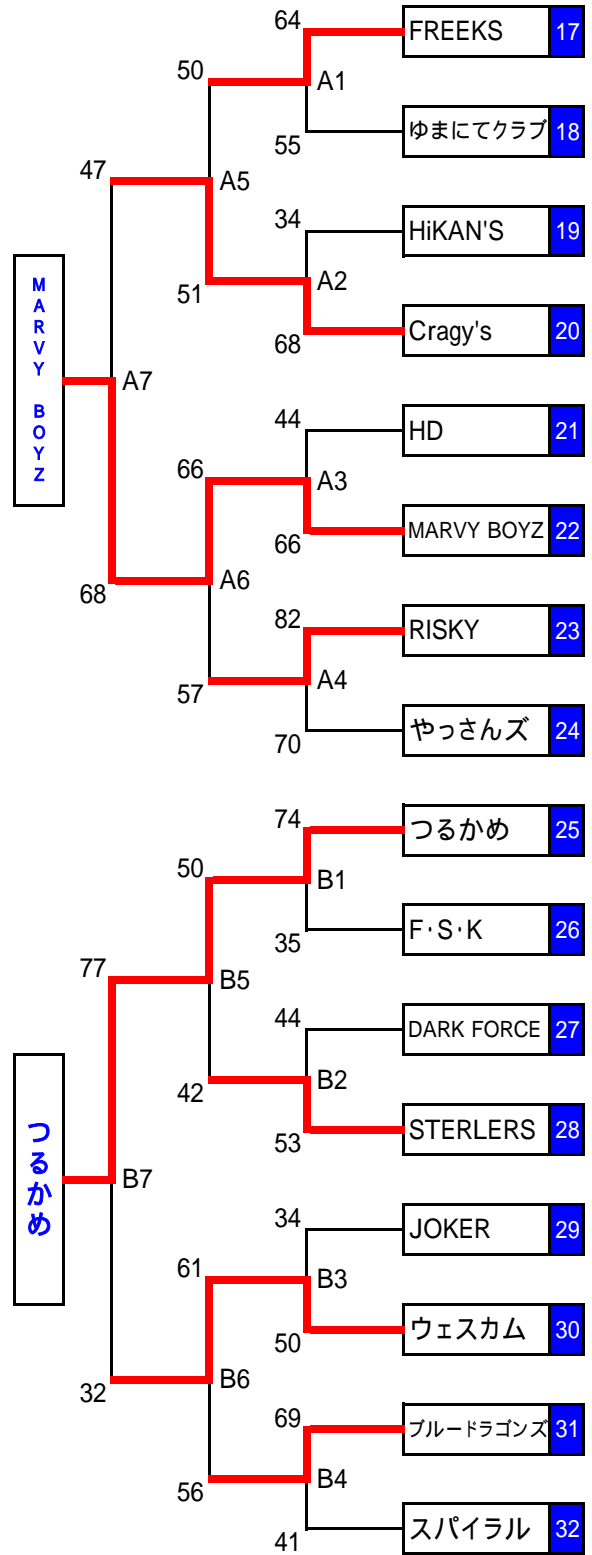 64
FREEKS 17
50
A1
ゆまにてクラブ 18
55
47
A5
34
HiKAN'S 19
51
A2
68
Cragy's 20
MARVY BOYZ
A7
44
HD 21
66
A3
66
MARVY BOYZ 22
68
A6
82
RISKY 23
57
A4
70
やっさんズ 24
74
つるかめ 25
50
B1
35
F・S・K 26
77
B5
44
DARK FORCE 27
42
B2
53
STERLERS 28
つるかめ
B7
34
JOKER 29
61
B3
50
ウェスカム 30
32
B6
69
ブルードラゴンズ 31
56
B4
41
スパイラル 32